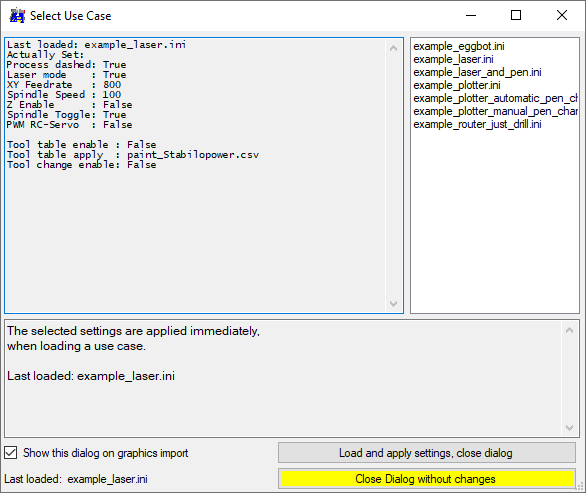 Select Use Case
Last loaded: example_laser.ini
Actually Set:
Process dashed: True
Laser mode    : True
XY Feedrate   : 800
Spindle Speed : 100
Z Enable      : False
Spindle Toggle: True
PWM RC-Servo  : False
Tool table enable : False
Tool table apply  : paint_Stabilopower.csv
Tool change enable: False
example_eggbot.ini
example_laser.ini
example_laser_and_pen.ini
example_plotter.ini
example_plotter_automatic_pen_ch
example_plotter_manual_pen_chan
example_router_just_drill.ini
The selected settings are applied immediately,
when loading a use case.
Last loaded: example_laser.ini
Show this dialog on graphics import
Load and apply settings, close dialog
Last loaded: example_laser.ini
Close Dialog without changes